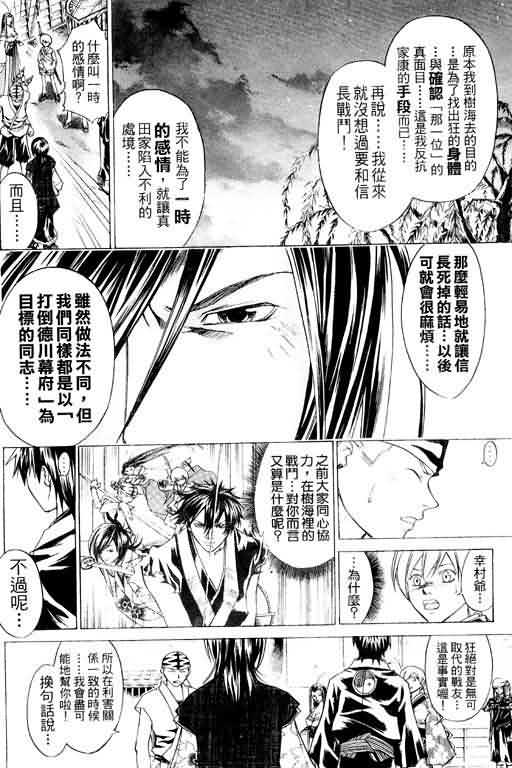 原本我到樹海去的目的
…是為了找出狂的身體
…與確認「那一位」的
真面目……這是我反抗
家康的手段而已……
再說……我從來
就沒想過要和信
長戰鬥！
我不能為了一時
的感情，就讓真
田家陷入不利的
處境……
什麼叫一時
的感情啊？
而且…
那麼輕易地就讓信
長死掉的話…以後
可就會很麻煩……
雖然做法不同，但
我們同樣都是以「
打倒德川幕府」為
目標的同志……
之前大家同心協
力，在樹海裡的
戰鬥…對你而言
又算是什麼呢？
…
不過呢…
幸村爺…
…為什麼？
狂絕對是無可
取代的戰友…
這是事實喔！
所以在利害關
係一致的時候
……我會盡可
能地幫你啦！
換句話說…